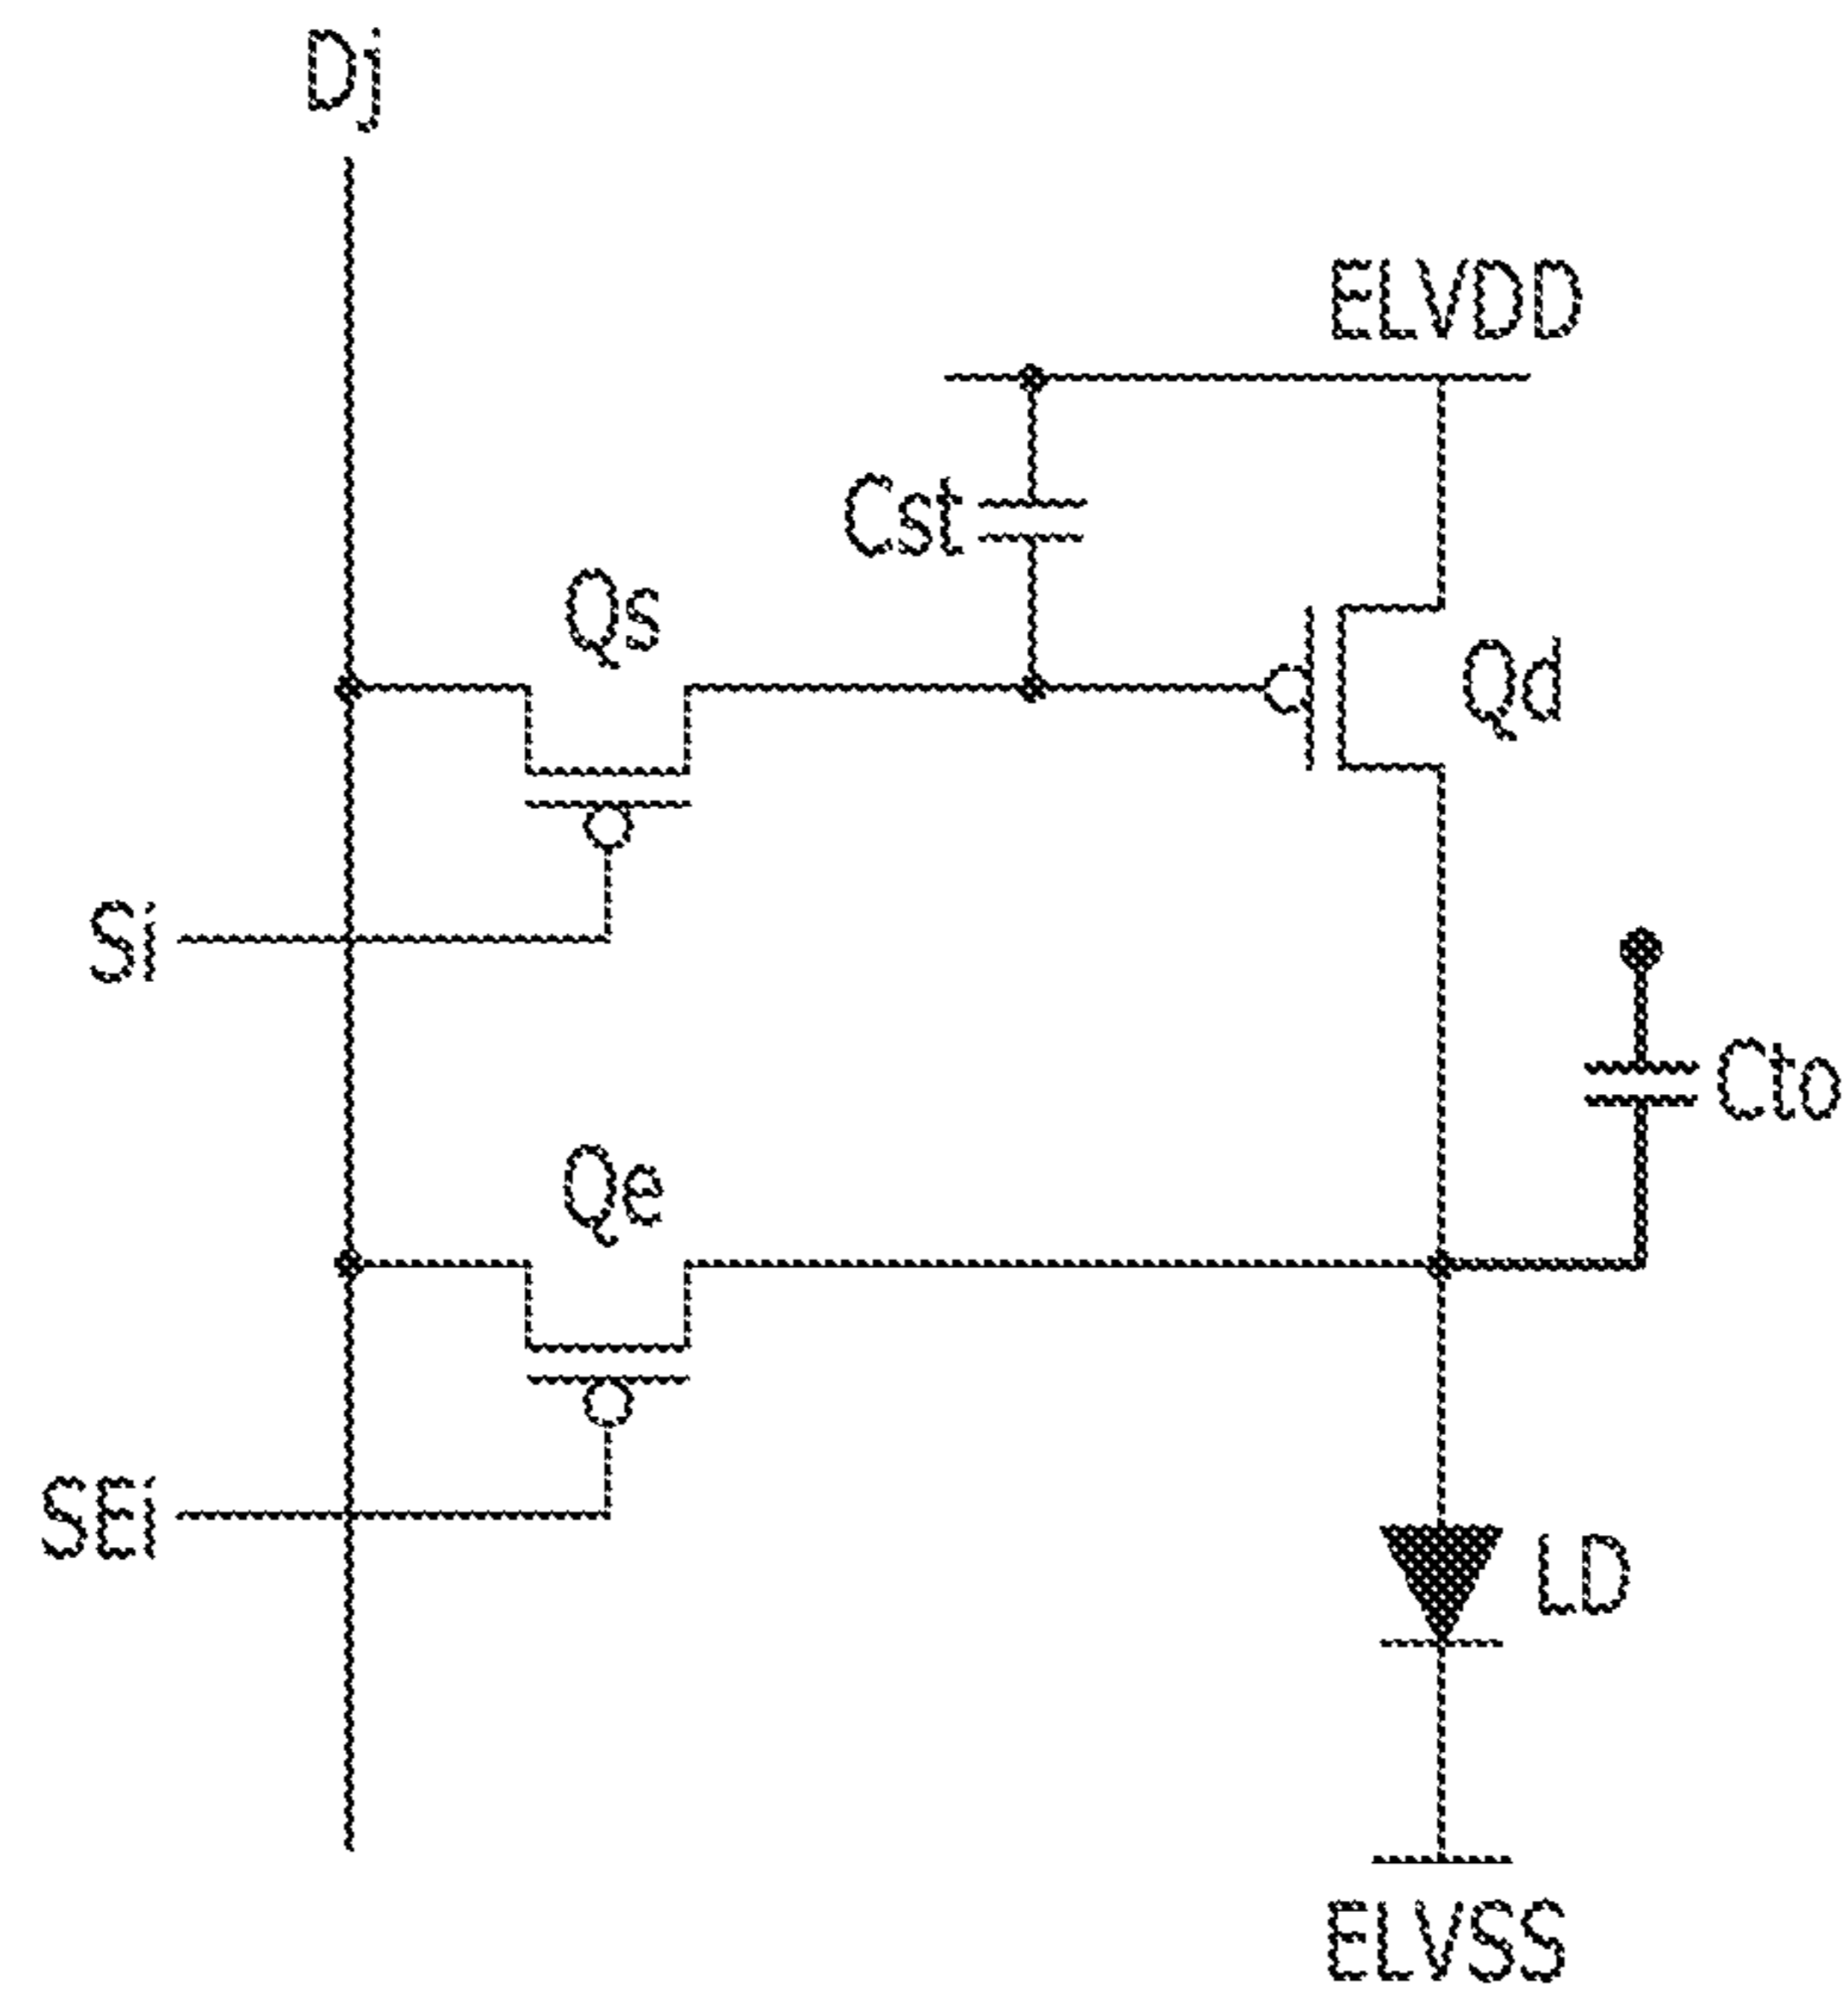 Dj
ELVDD
Cst
Qs
Qd
Si
Cto
Qe
SEi
LD
ELVSS